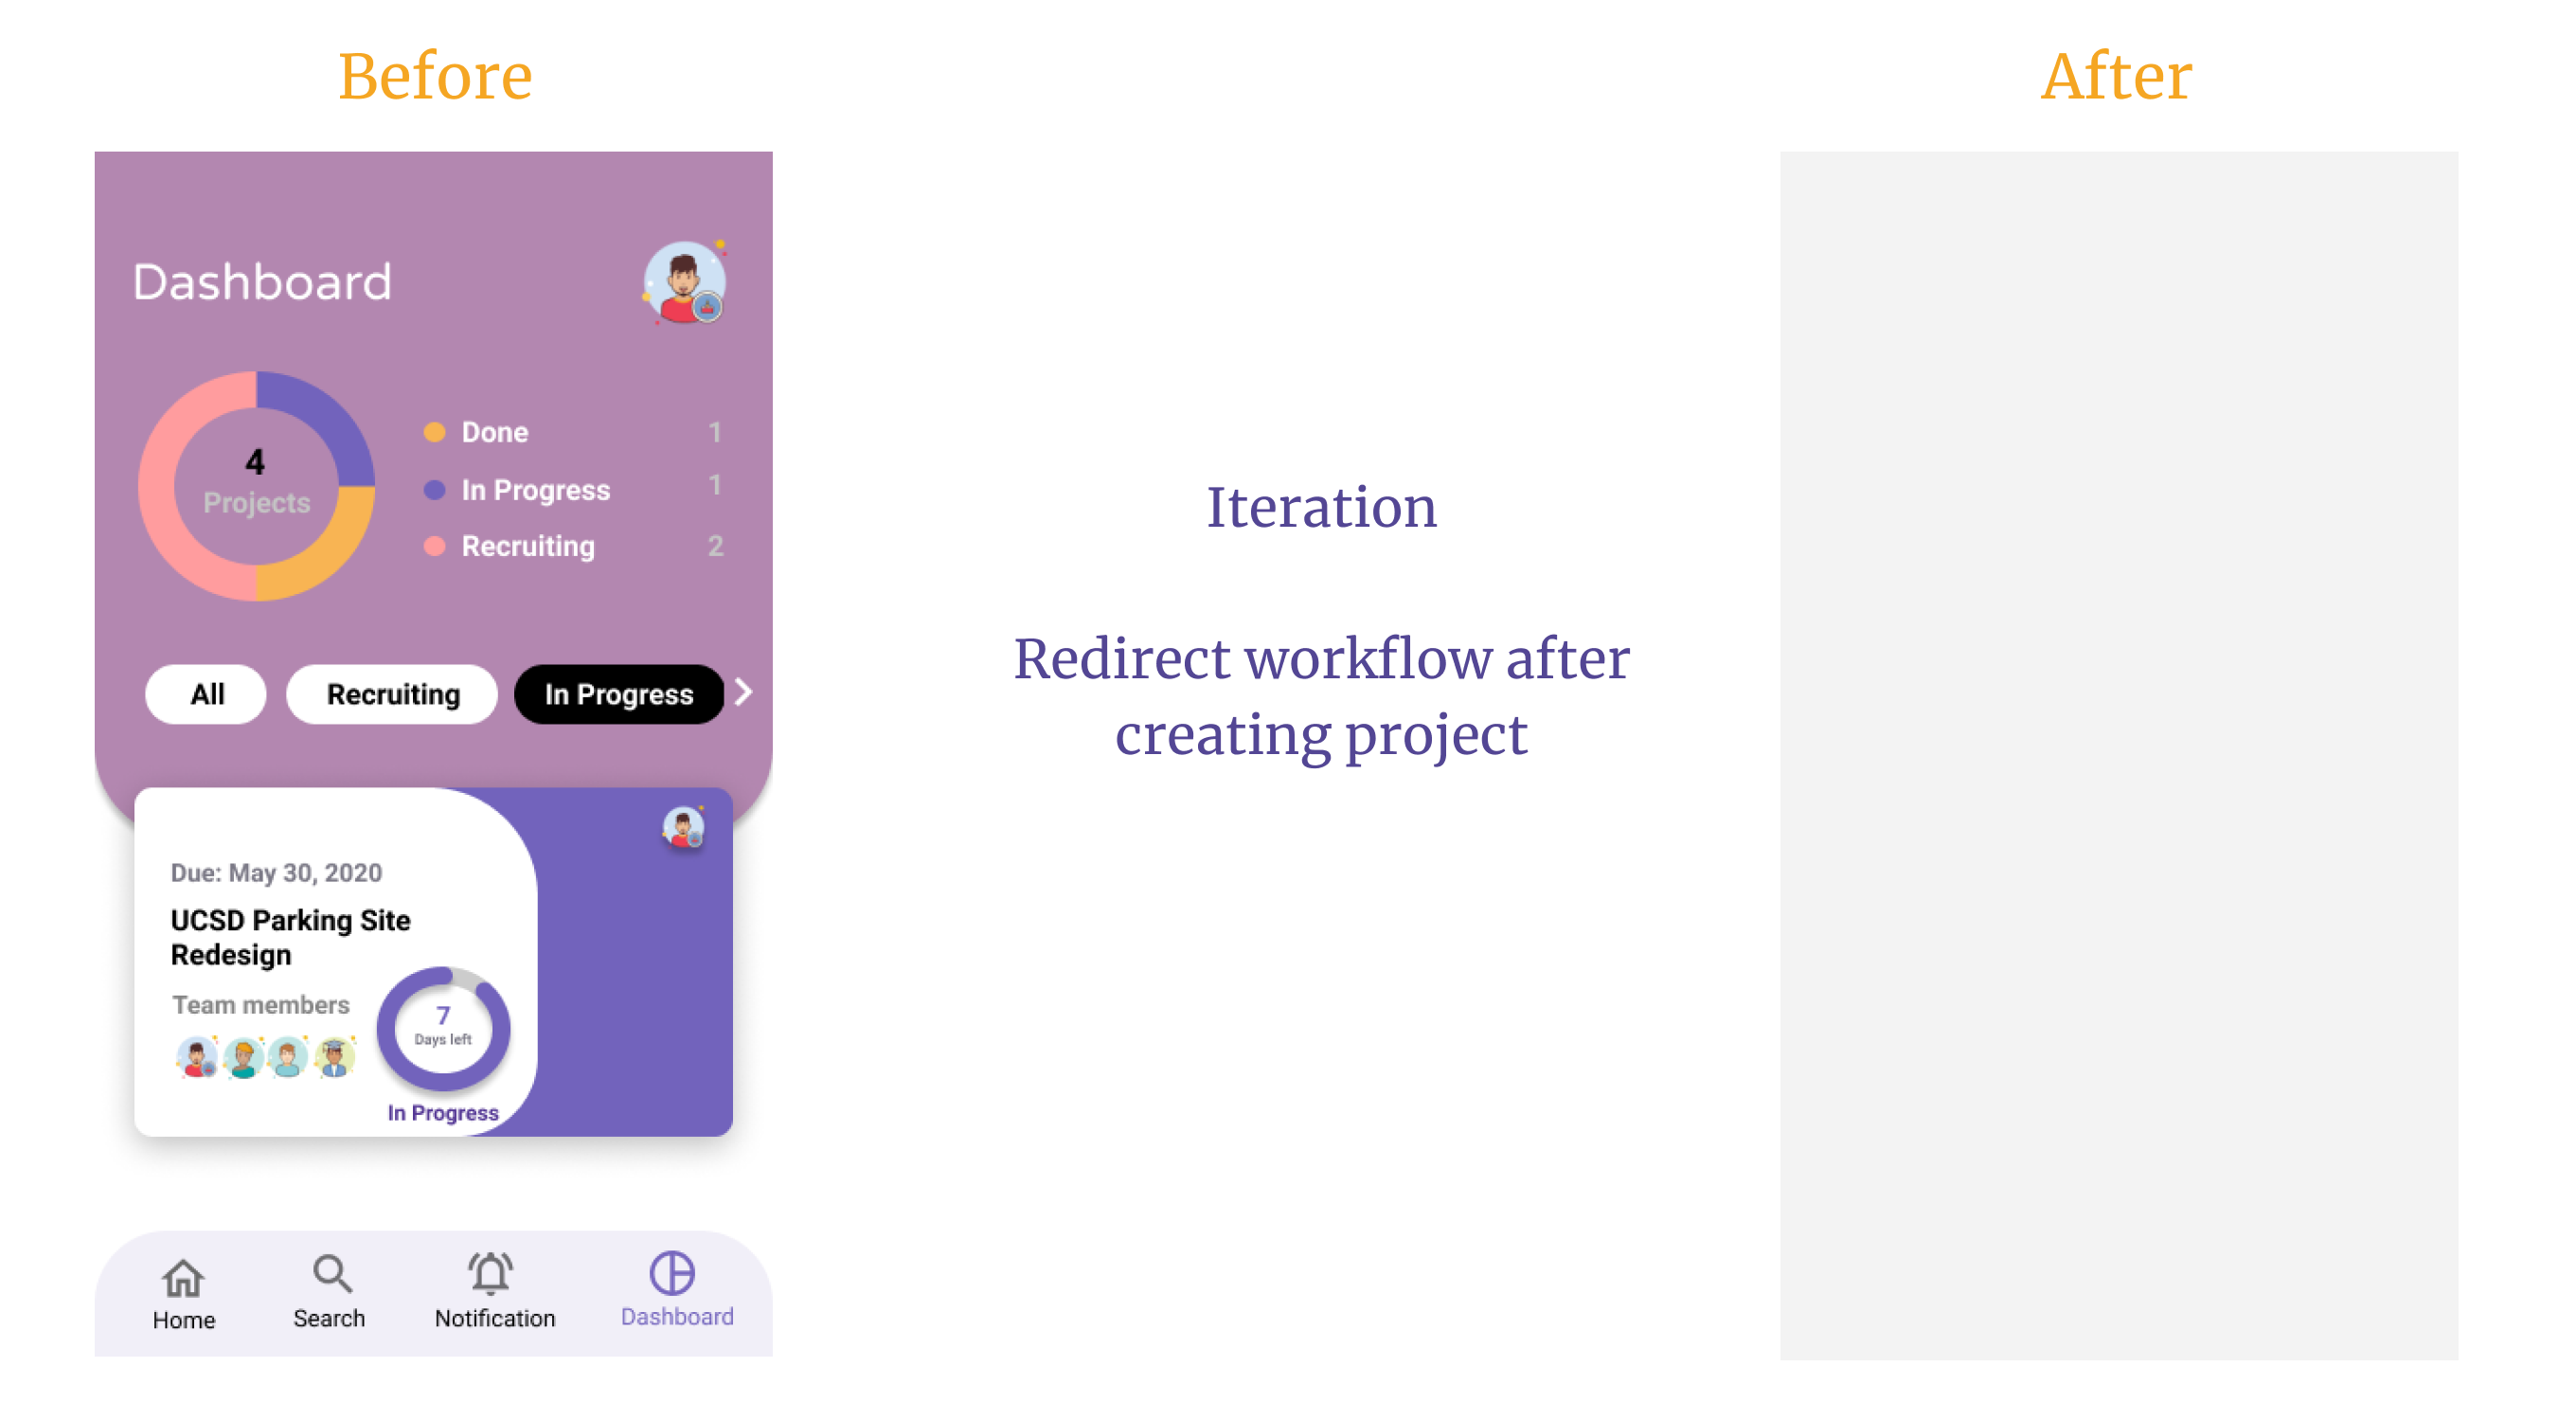 Before
After
Dashboard
4
Projects
Done 1
In Progress 1
Recruiting 2
All Recruiting In Progress
Iteration
Redirect workflow after
creating project
Due: May 30, 2020
UCSD Parking Site
Redesign
Team members
7
Days left
In Progress
Home Search Notification Dashboard